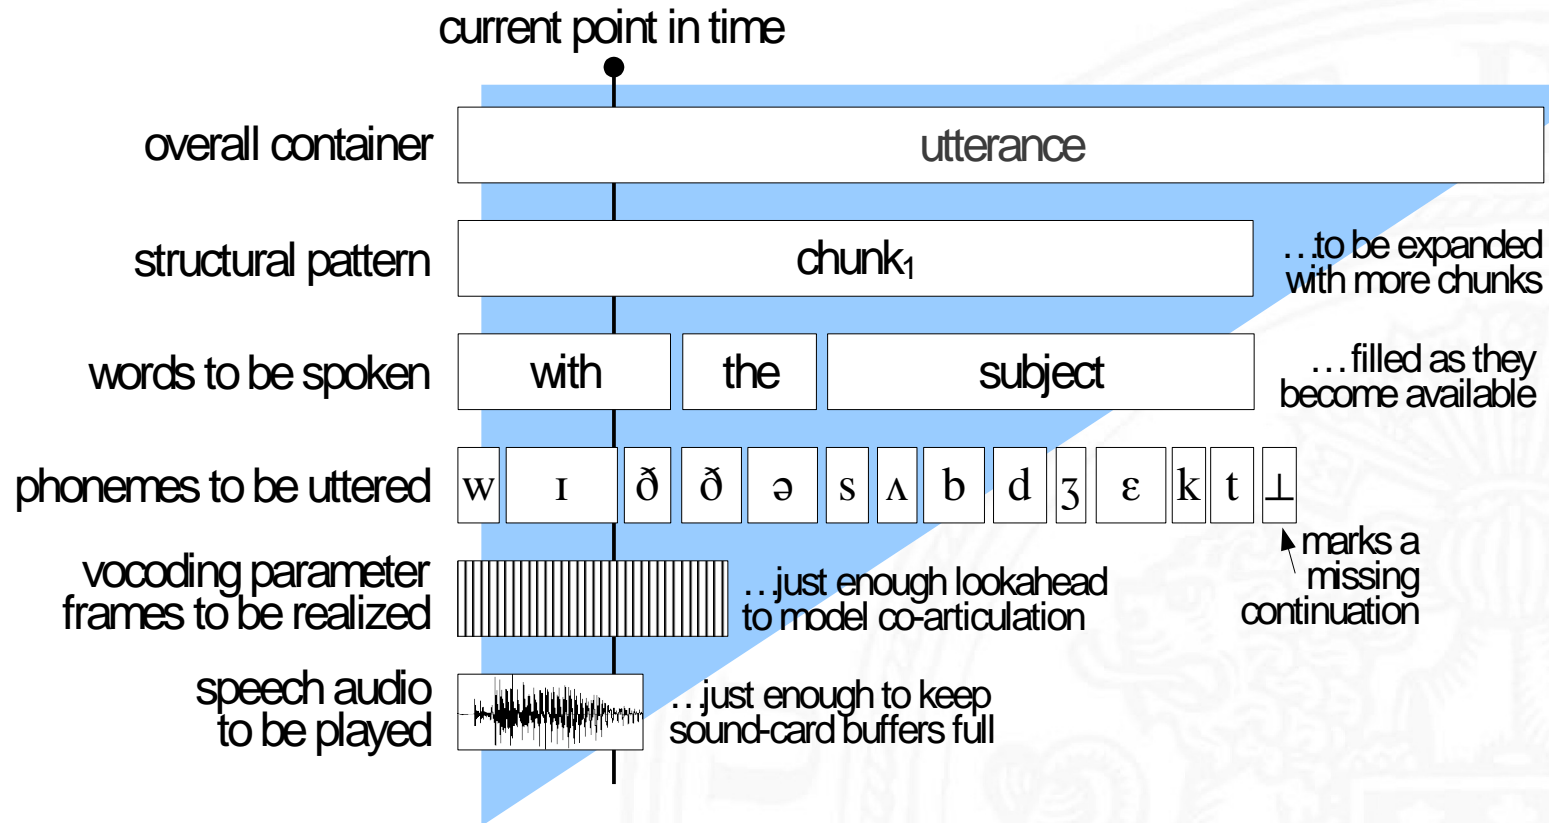 current point in time
overall container
utterance
structural pattern
chunk₁
…to be expanded
with more chunks
words to be spoken
with
the
subject
…filled as they
become available
phonemes to be uttered
w ɪ ð ð ə s ʌ b d ʒ ɛ k t ⊥
marks a
missing
continuation
vocoding parameter
frames to be realized
…just enough lookahead
to model co-articulation
speech audio
to be played
…just enough to keep
sound-card buffers full